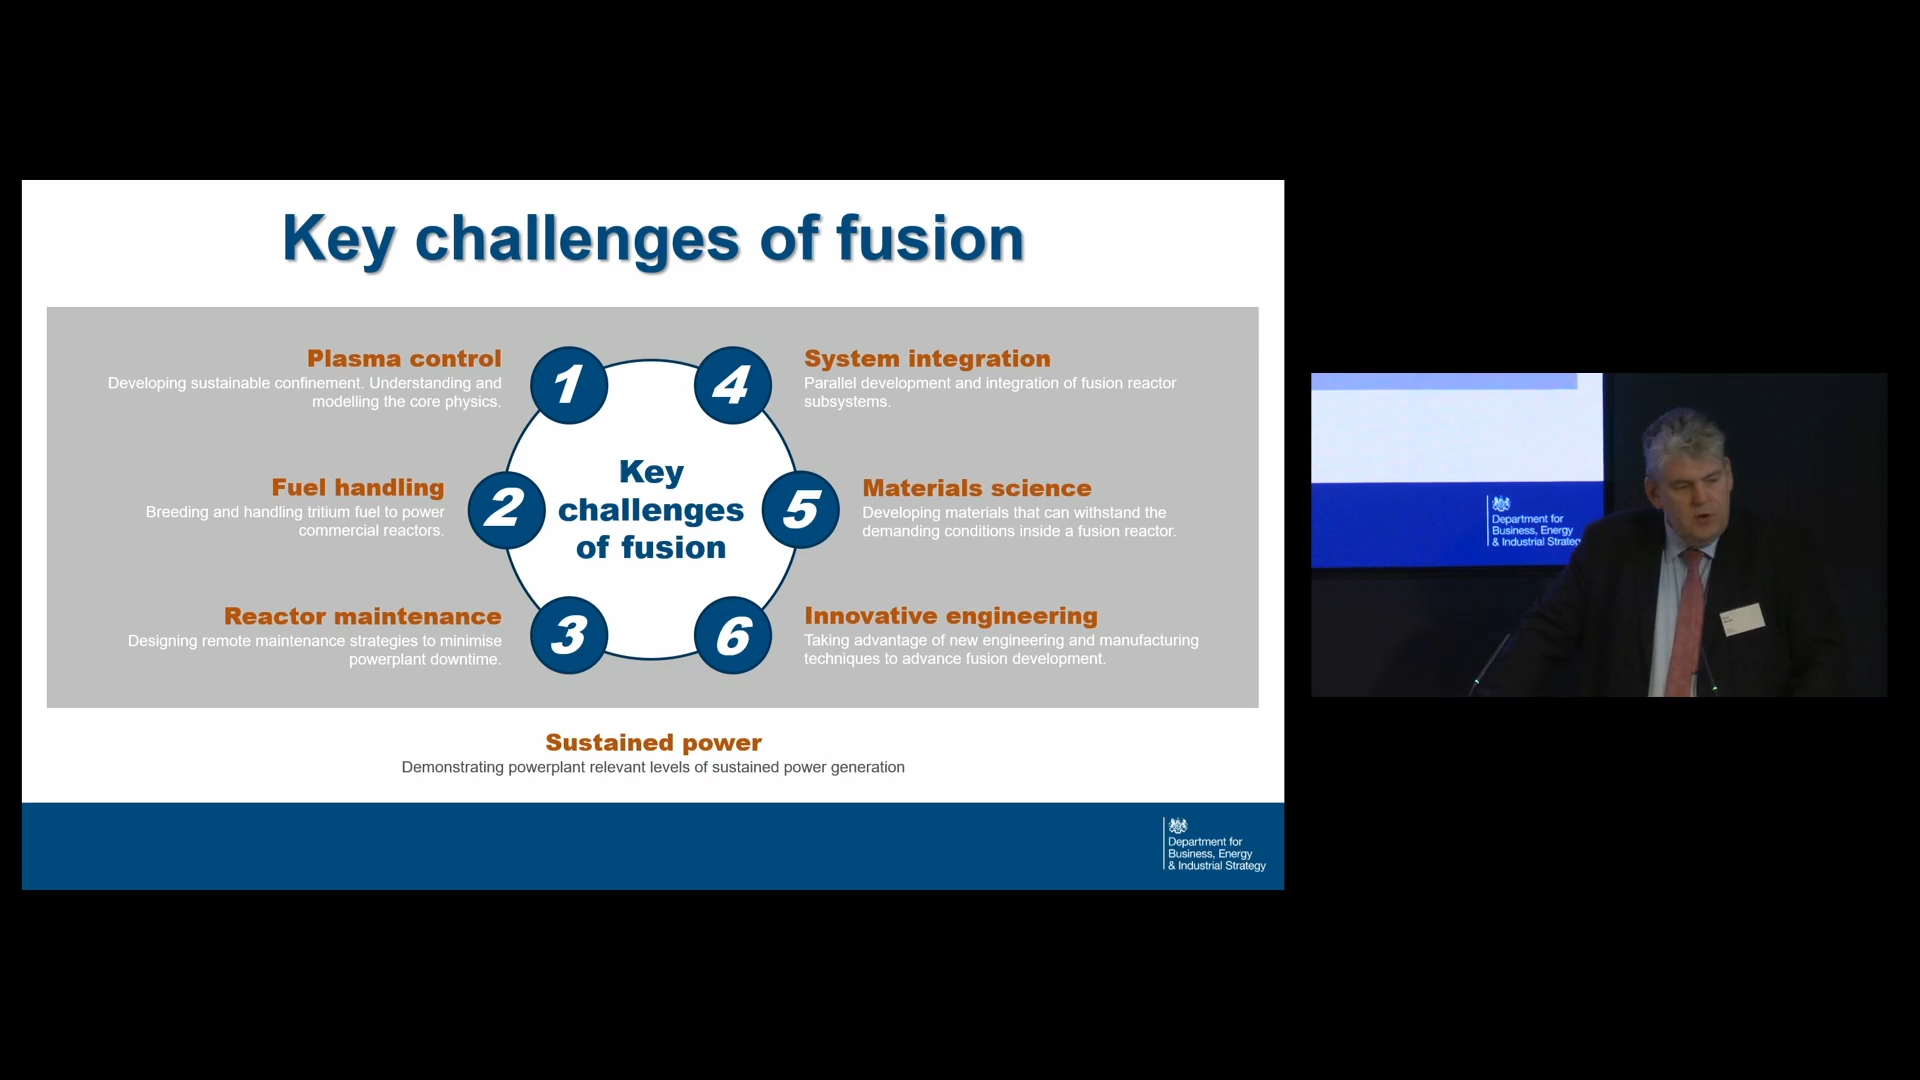 Key challenges of fusion
Plasma control
Developing sustainable confinement. Understanding and
modelling the core physics.
1
Fuel handling
Breeding and handling tritium fuel to power
commercial reactors.
2
Reactor maintenance
Designing remote maintenance strategies to minimise
powerplant downtime.
3
Key
challenges
of fusion
4
System integration
Parallel development and integration of fusion reactor
subsystems.
5
Materials science
Developing materials that can withstand the
demanding conditions inside a fusion reactor.
6
Innovative engineering
Taking advantage of new engineering and manufacturing
techniques to advance fusion development.
Sustained power
Demonstrating powerplant relevant levels of sustained power generation
Department for
Business, Energy
& Industrial Strategy
Department for
Business, Energy
& Industrial Strateg